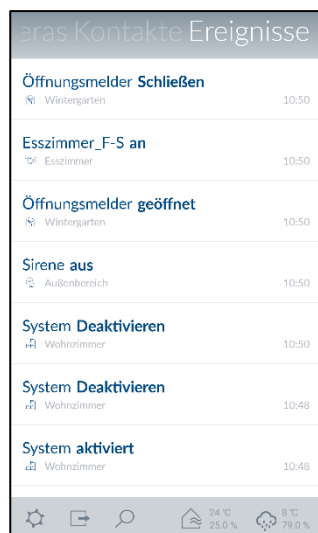 eras Kontakte Ereignisse
Öffnungsmelder Schließen
Wintergarten 10:50
Esszimmer_F-S an
Esszimmer 10:50
Öffnungsmelder geöffnet
Wintergarten 10:50
Sirene aus
Außenbereich 10:50
System Deaktivieren
Wohnzimmer 10:50
System Deaktivieren
Wohnzimmer 10:48
System aktiviert
Wohnzimmer 10:48
24 °C 8 °C
25.0 % 79.0 %